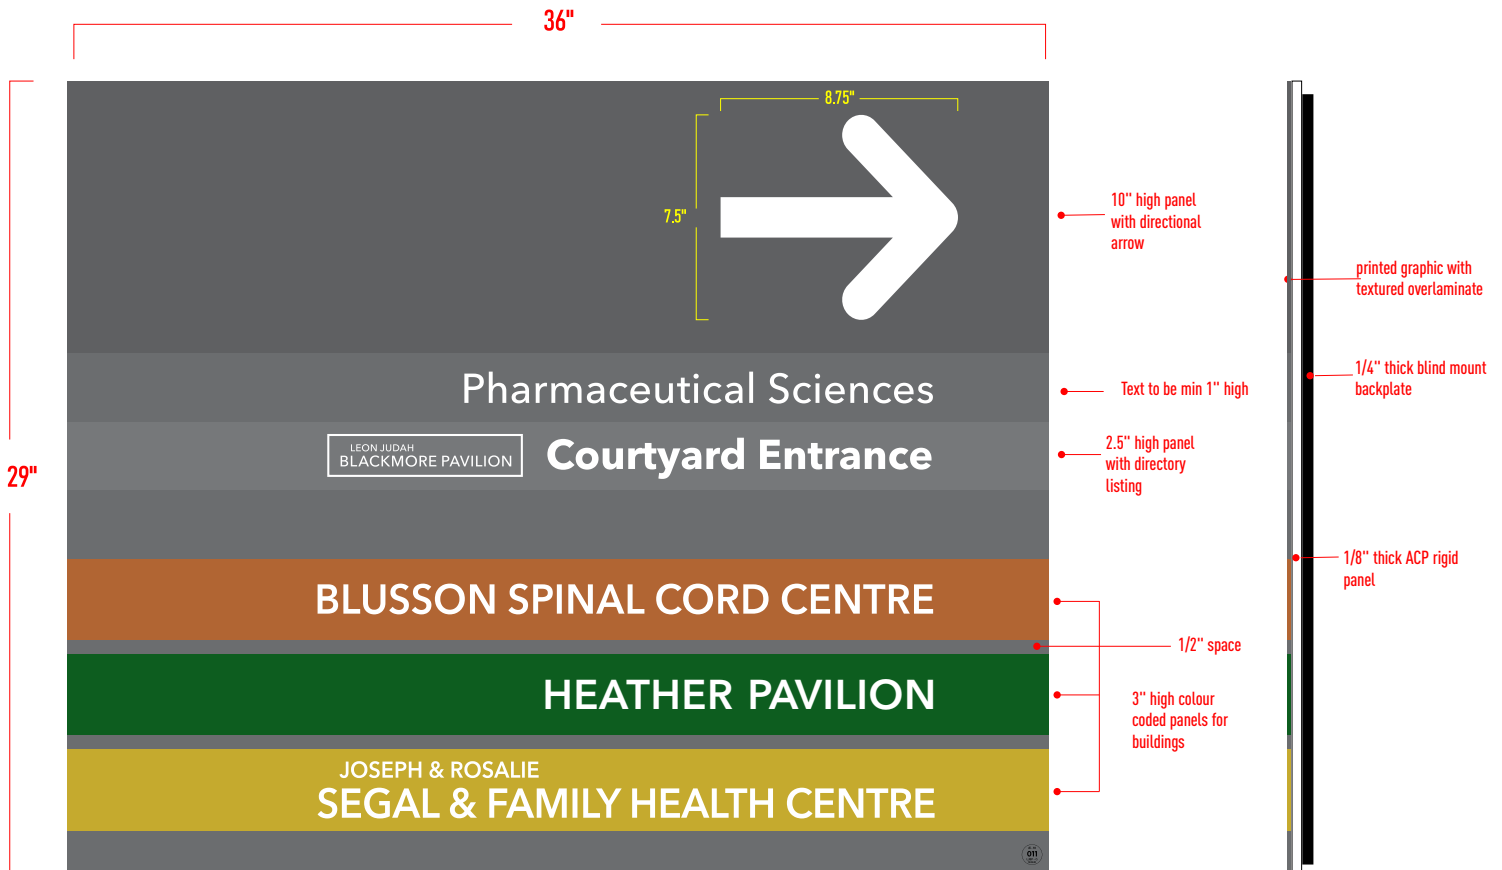 36"
8.75"
7.5"
10" high panel
with directional
arrow
printed graphic with
textured overlaminate
1/4" thick blind mount
backplate
Pharmaceutical Sciences
Text to be min 1" high
LEON JUDAH
BLACKMORE PAVILION
Courtyard Entrance
2.5" high panel
with directory
listing
29"
1/8" thick ACP rigid
panel
BLUSSON SPINAL CORD CENTRE
1/2" space
HEATHER PAVILION
3" high colour
coded panels for
buildings
JOSEPH & ROSALIE
SEGAL & FAMILY HEALTH CENTRE
011